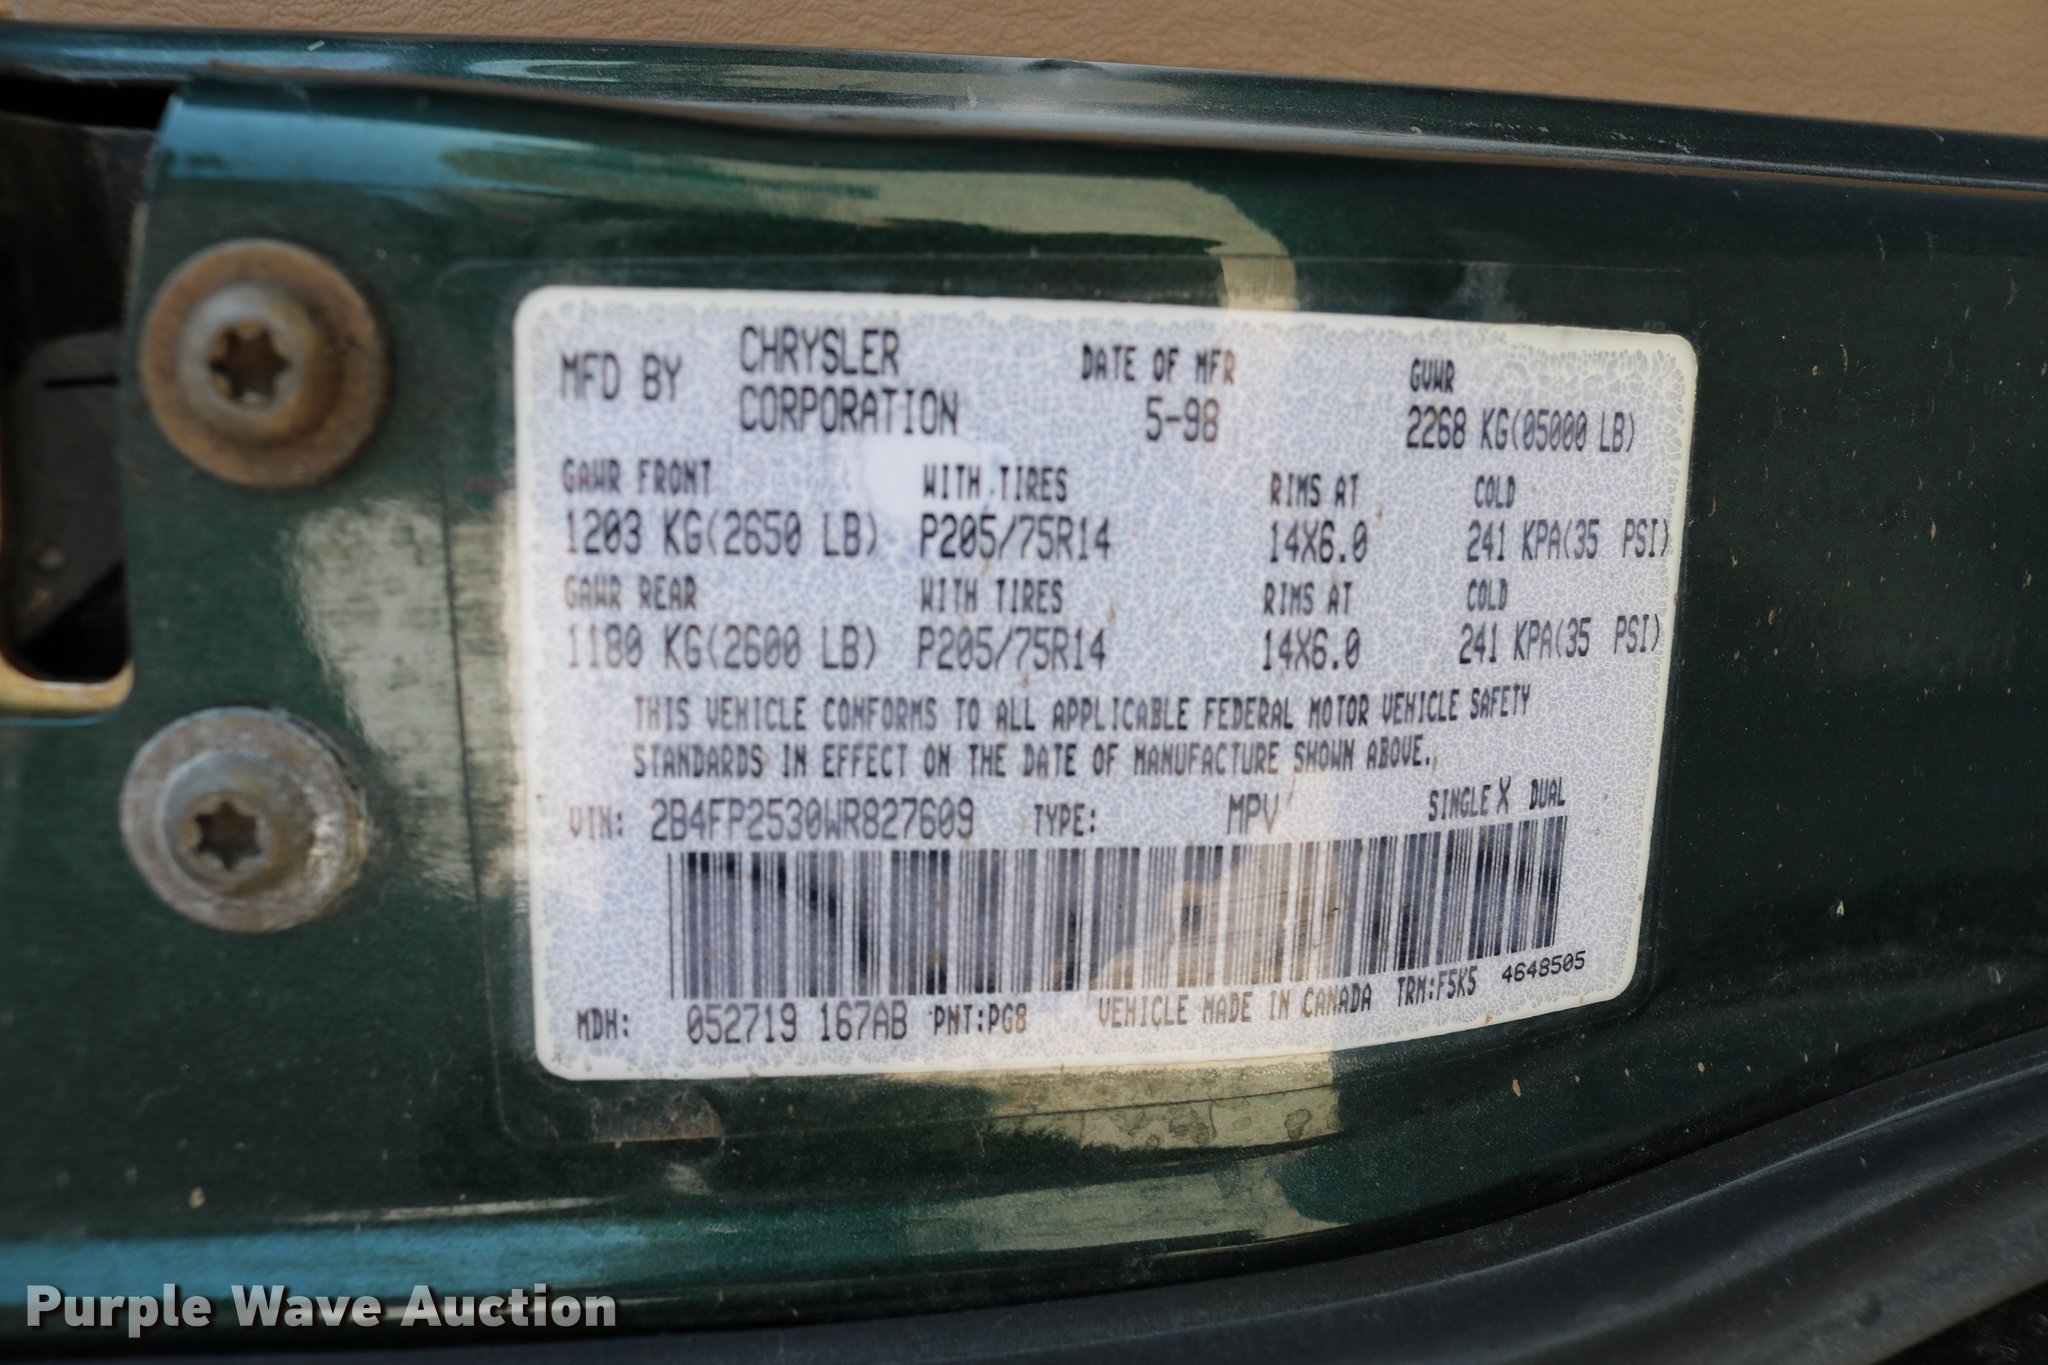 MFD BY CHRYSLER CORPORATION DATE OF MFR 5-98 GVWR 2268 KG(05000 LB)
GAWR FRONT WITH TIRES RIMS AT COLD
1203 KG(2650 LB) P205/75R14 14X6.0 241 KPA(35 PSI)
GAWR REAR WITH TIRES RIMS AT COLD
1180 KG(2600 LB) P205/75R14 14X6.0 241 KPA(35 PSI)
THIS VEHICLE CONFORMS TO ALL APPLICABLE FEDERAL MOTOR VEHICLE SAFETY
STANDARDS IN EFFECT ON THE DATE OF MANUFACTURE SHOWN ABOVE.
VIN: 2B4FP2530WR827609 TYPE: MPV SINGLE X DUAL
MDH: 052719 167AB PNT:PG8 VEHICLE MADE IN CANADA TRM:F5K5 4648505
Purple Wave Auction